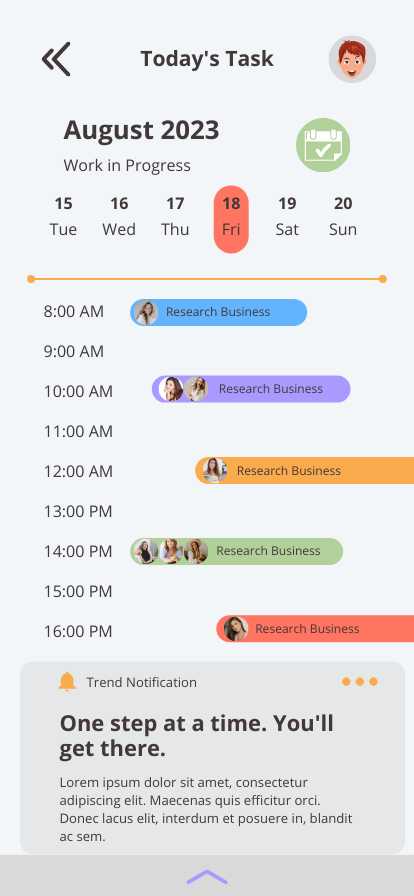 Today's Task
August 2023
Work in Progress
15 16 17 18 19 20
Tue Wed Thu Fri Sat Sun
8:00 AM Research Business
9:00 AM
10:00 AM Research Business
11:00 AM
12:00 AM Research Business
13:00 PM
14:00 PM Research Business
15:00 PM
16:00 PM Research Business
Trend Notification
One step at a time. You'll
get there.
Lorem ipsum dolor sit amet, consectetur
adipiscing elit. Maecenas quis efficitur orci.
Donec lacus elit, interdum et posuere in, blandit
ac sem.